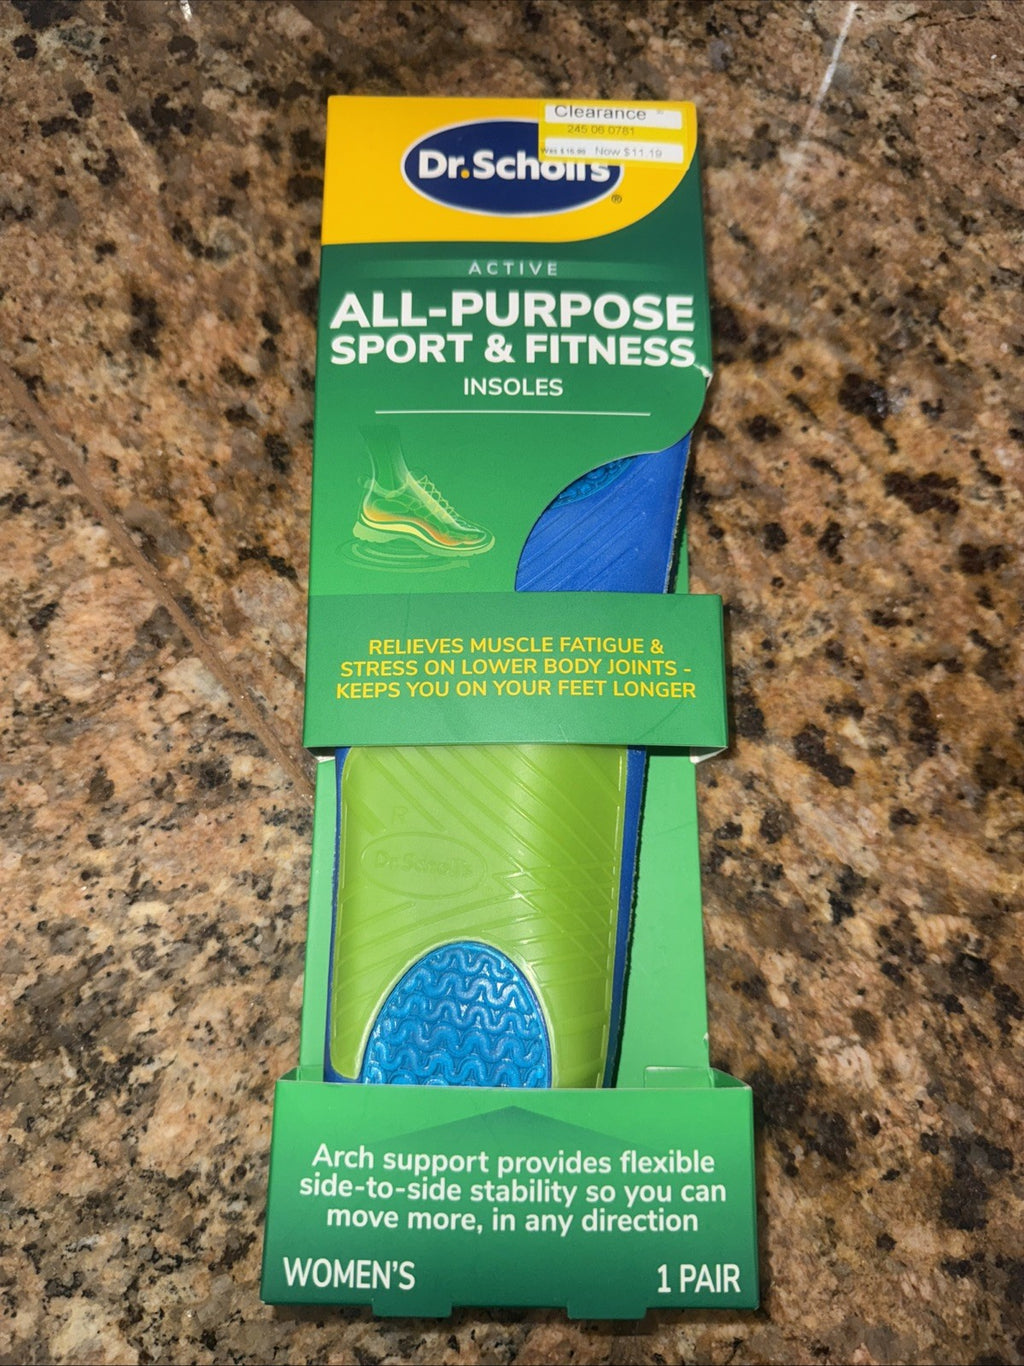 Clearance
245 06 0781
Was $15.99 Now $11.19
Dr.Scholl's
®
ACTIVE
ALL-PURPOSE
SPORT & FITNESS
INSOLES
RELIEVES MUSCLE FATIGUE &
STRESS ON LOWER BODY JOINTS -
KEEPS YOU ON YOUR FEET LONGER
R
Dr.Scholl's
Arch support provides flexible
side-to-side stability so you can
move more, in any direction
WOMEN'S
1 PAIR